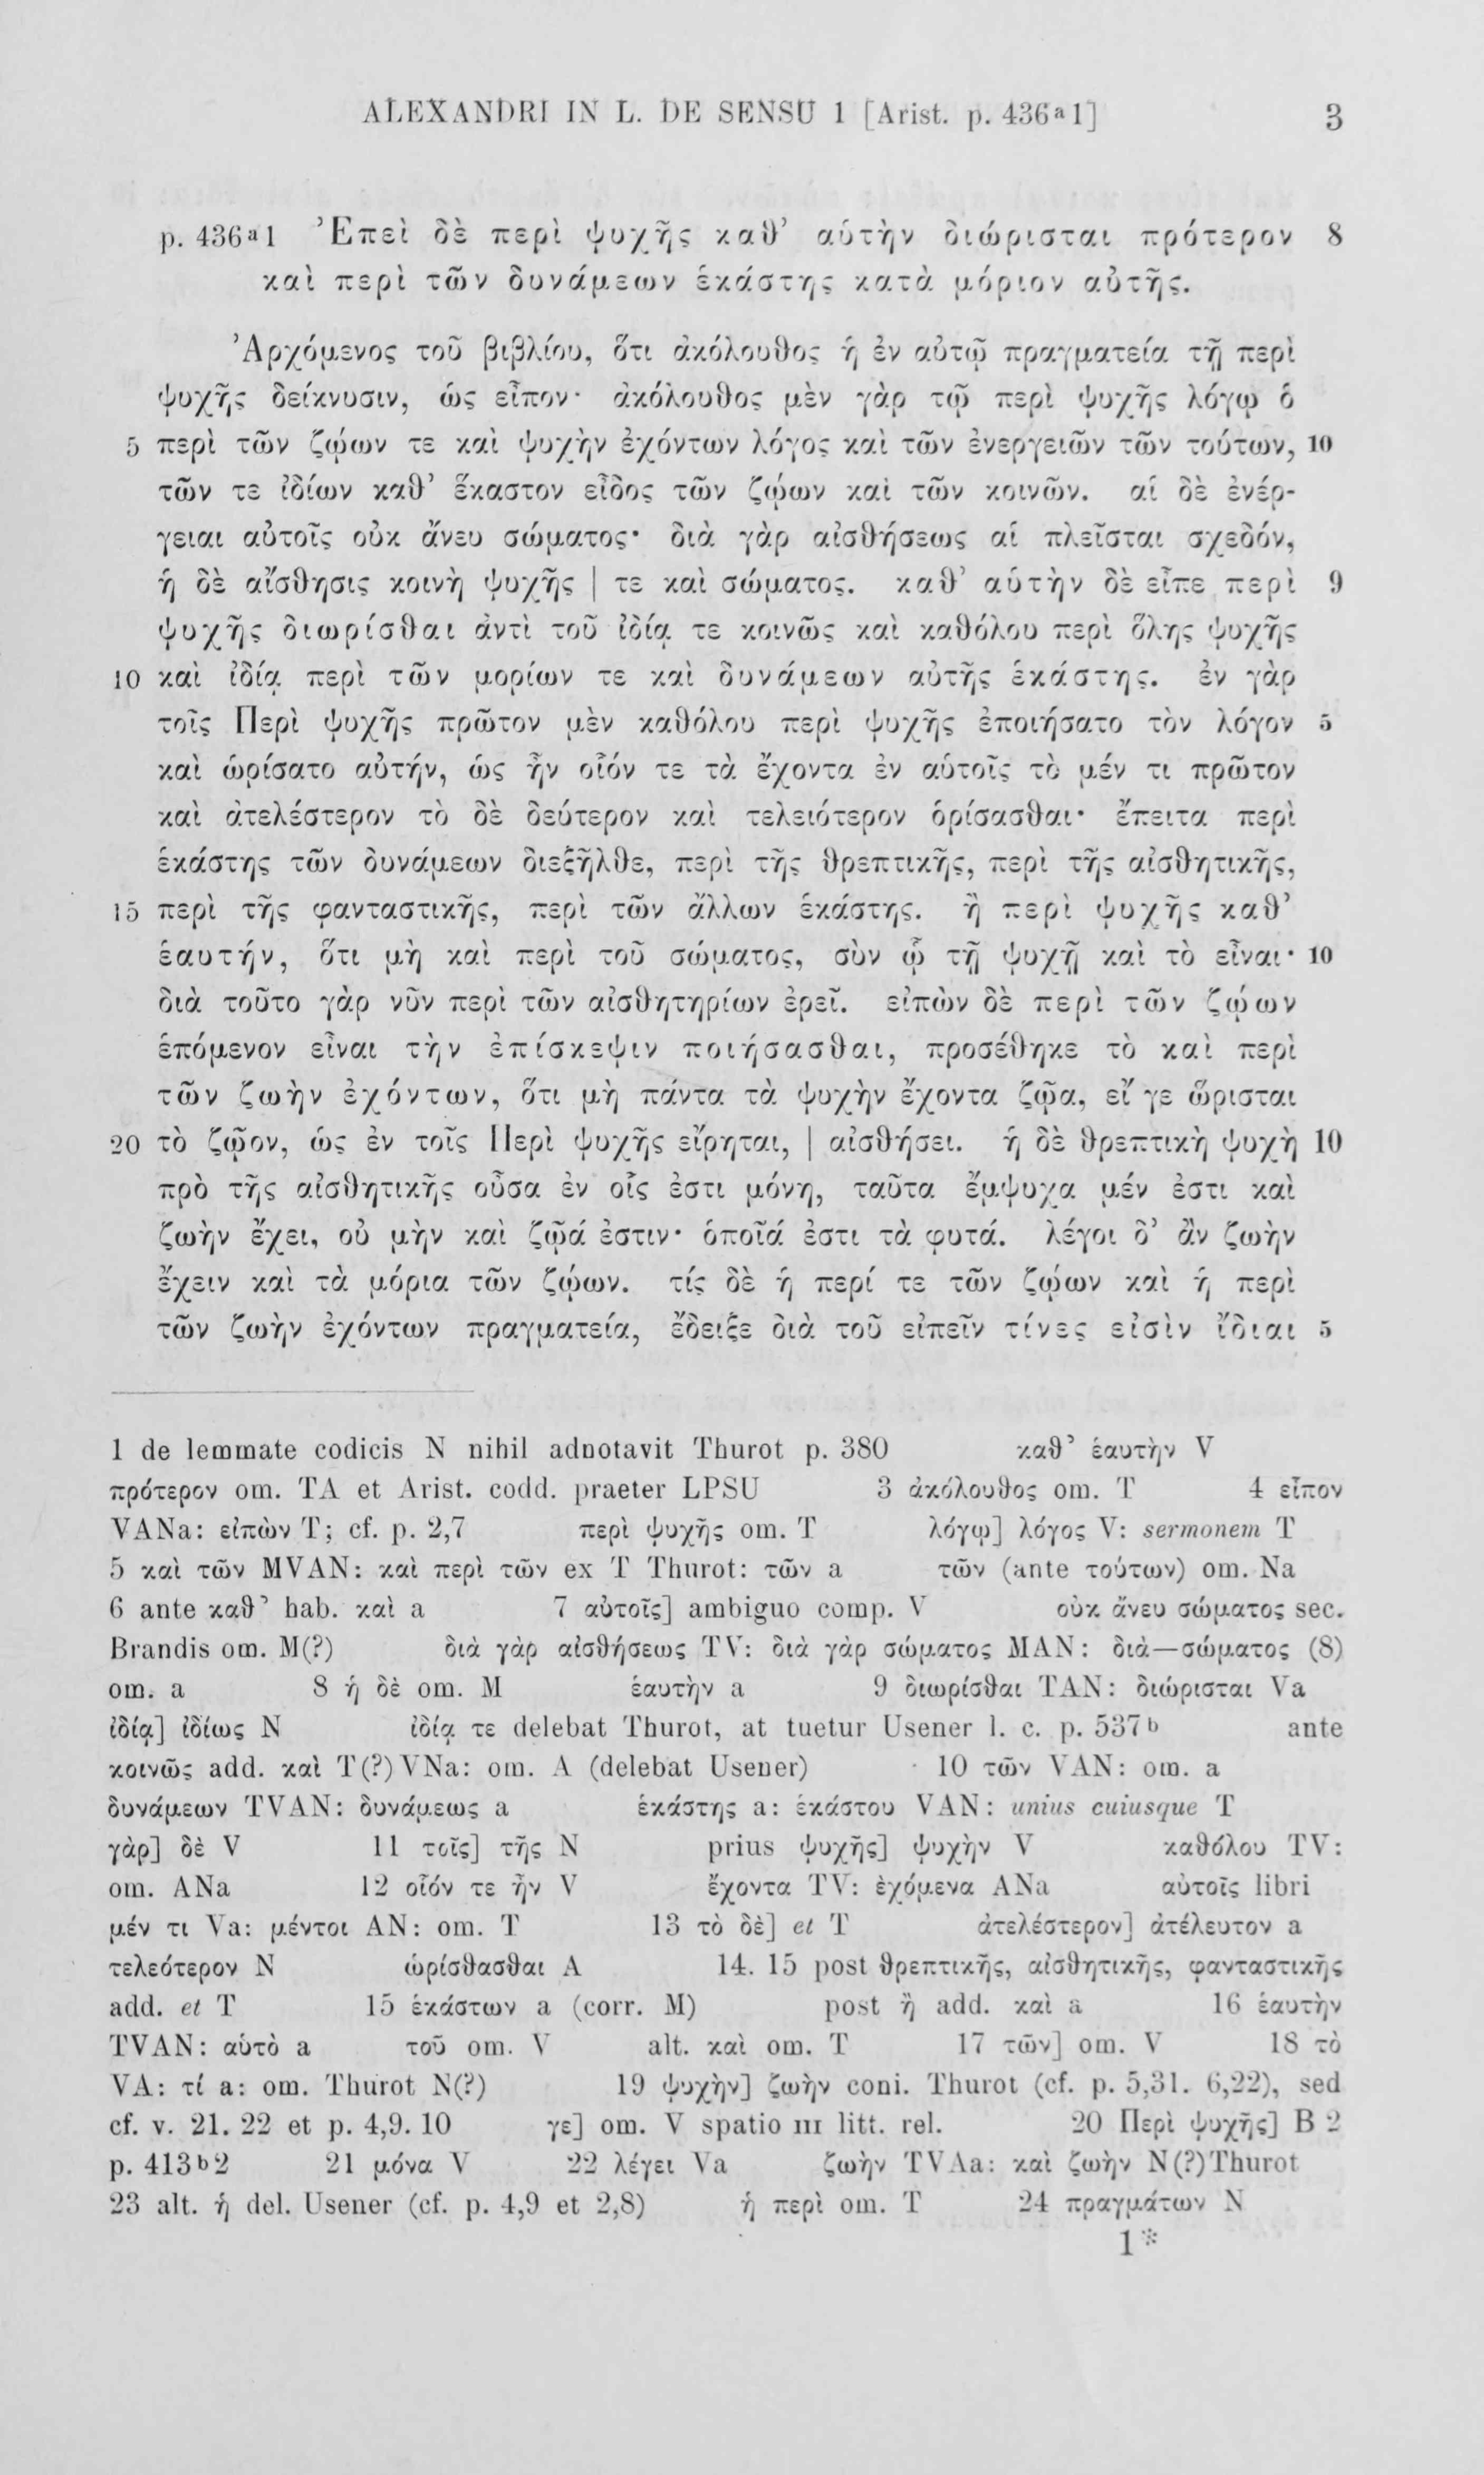 ALEXANDRI IN L. DE SENSU 1 [Arist. p. 436ᵃ1] 3
p. 436ᵃ1 Ἐπεὶ δὲ περὶ ψυχῆς καθ’ αὑτὴν διώρισται πρότερον 8
καὶ περὶ τῶν δυνάμεων ἑκάστης κατὰ μόριον αὐτῆς.
Ἀρχόμενος τοῦ βιβλίου, ὅτι ἀκόλουθος ἡ ἐν αὐτῷ πραγματεία τῇ περὶ
ψυχῆς δείκνυσιν, ὡς εἶπον· ἀκόλουθος μὲν γὰρ τῷ περὶ ψυχῆς λόγῳ ὁ
5 περὶ τῶν ζῴων τε καὶ ψυχὴν ἐχόντων λόγος καὶ τῶν ἐνεργειῶν τῶν τούτων, 10
τῶν τε ἰδίων καθ’ ἕκαστον εἶδος τῶν ζῴων καὶ τῶν κοινῶν. αἱ δὲ ἐνέρ-
γειαι αὐτοῖς οὐκ ἄνευ σώματος· διὰ γὰρ αἰσθήσεως αἱ πλεῖσται σχεδόν,
ἡ δὲ αἴσθησις κοινὴ ψυχῆς | τε καὶ σώματος. καθ’ αὑτὴν δὲ εἶπε περὶ 9
ψυχῆς διωρίσθαι ἀντὶ τοῦ ἰδίᾳ τε κοινῶς καὶ καθόλου περὶ ὅλης ψυχῆς
10 καὶ ἰδίᾳ περὶ τῶν μορίων τε καὶ δυνάμεων αὐτῆς ἑκάστης. ἐν γὰρ
τοῖς Περὶ ψυχῆς πρῶτον μὲν καθόλου περὶ ψυχῆς ἐποιήσατο τὸν λόγον 5
καὶ ὡρίσατο αὐτήν, ὡς ἦν οἷόν τε τὰ ἔχοντα ἐν αὑτοῖς τὸ μέν τι πρῶτον
καὶ ἀτελέστερον τὸ δὲ δεύτερον καὶ τελειότερον ὁρίσασθαι· ἔπειτα περὶ
ἑκάστης τῶν δυνάμεων διεξῆλθε, περὶ τῆς θρεπτικῆς, περὶ τῆς αἰσθητικῆς,
15 περὶ τῆς φανταστικῆς, περὶ τῶν ἄλλων ἑκάστης. ἢ περὶ ψυχῆς καθ’
ἑαυτήν, ὅτι μὴ καὶ περὶ τοῦ σώματος, σὺν ᾧ τῇ ψυχῇ καὶ τὸ εἶναι· 10
διὰ τοῦτο γὰρ νῦν περὶ τῶν αἰσθητηρίων ἐρεῖ. εἰπὼν δὲ περὶ τῶν ζῴων
ἑπόμενον εἶναι τὴν ἐπίσκεψιν ποιήσασθαι, προσέθηκε τὸ καὶ περὶ
τῶν ζωὴν ἐχόντων, ὅτι μὴ πάντα τὰ ψυχὴν ἔχοντα ζῷα, εἴ γε ὥρισται
20 τὸ ζῷον, ὡς ἐν τοῖς Περὶ ψυχῆς εἴρηται, | αἰσθήσει. ἡ δὲ θρεπτικὴ ψυχὴ 10
πρὸ τῆς αἰσθητικῆς οὖσα ἐν οἷς ἐστι μόνη, ταῦτα ἔμψυχα μέν ἐστι καὶ
ζωὴν ἔχει, οὐ μὴν καὶ ζῷά ἐστιν· ὁποῖά ἐστι τὰ φυτά. λέγοι δ’ ἂν ζωὴν
ἔχειν καὶ τὰ μόρια τῶν ζῴων. τίς δὲ ἡ περί τε τῶν ζῴων καὶ ἡ περὶ
τῶν ζωὴν ἐχόντων πραγματεία, ἔδειξε διὰ τοῦ εἰπεῖν τίνες εἰσὶν ἴδιαι 5
1 de lemmate codicis N nihil adnotavit Thurot p. 380 καθ’ ἑαυτὴν V
πρότερον om. TA et Arist. codd. praeter LPSU 3 ἀκόλουθος om. T 4 εἶπον
VANa: εἰπὼν T; cf. p. 2,7 περὶ ψυχῆς om. T λόγῳ] λόγος V: sermonem T
5 καὶ τῶν MVAN: καὶ περὶ τῶν ex T Thurot: τῶν a τῶν (ante τούτων) om. Na
6 ante καθ’ hab. καὶ a 7 αὐτοῖς] ambiguo comp. V οὐκ ἄνευ σώματος sec.
Brandis om. M(?) διὰ γὰρ αἰσθήσεως TV: διὰ γὰρ σώματος MAN: διὰ—σώματος (8)
om. a 8 ἡ δὲ om. M ἑαυτὴν a 9 διωρίσθαι TAN: διώρισται Va
ἰδίᾳ] ἰδίως N ἰδίᾳ τε delebat Thurot, at tuetur Usener l. c. p. 537ᵇ ante
κοινῶς add. καὶ T(?)VNa: om. A (delebat Usener) 10 τῶν VAN: om. a
δυνάμεων TVAN: δυνάμεως a ἑκάστης a: ἑκάστου VAN: unius cuiusque T
γὰρ] δὲ V 11 τοῖς] τῆς N prius ψυχῆς] ψυχὴν V καθόλου TV:
om. ANa 12 οἷόν τε ἦν V ἔχοντα TV: ἐχόμενα ANa αὐτοῖς libri
μέν τι Va: μέντοι AN: om. T 13 τὸ δὲ] et T ἀτελέστερον] ἀτέλευτον a
τελεότερον N ὡρίσθασθαι A 14. 15 post θρεπτικῆς, αἰσθητικῆς, φανταστικῆς
add. et T 15 ἑκάστων a (corr. M) post ἢ add. καὶ a 16 ἑαυτὴν
TVAN: αὑτὸ a τοῦ om. V alt. καὶ om. T 17 τῶν] om. V 18 τὸ
VA: τί a: om. Thurot N(?) 19 ψυχὴν] ζωὴν coni. Thurot (cf. p. 5,31. 6,22), sed
cf. v. 21. 22 et p. 4,9. 10 γε] om. V spatio III litt. rel. 20 Περὶ ψυχῆς] B 2
p. 413ᵇ2 21 μόνα V 22 λέγει Va ζωὴν TVAa: καὶ ζωὴν N(?)Thurot
23 alt. ἡ del. Usener (cf. p. 4,9 et 2,8) ἡ περὶ om. T 24 πραγμάτων N
1*